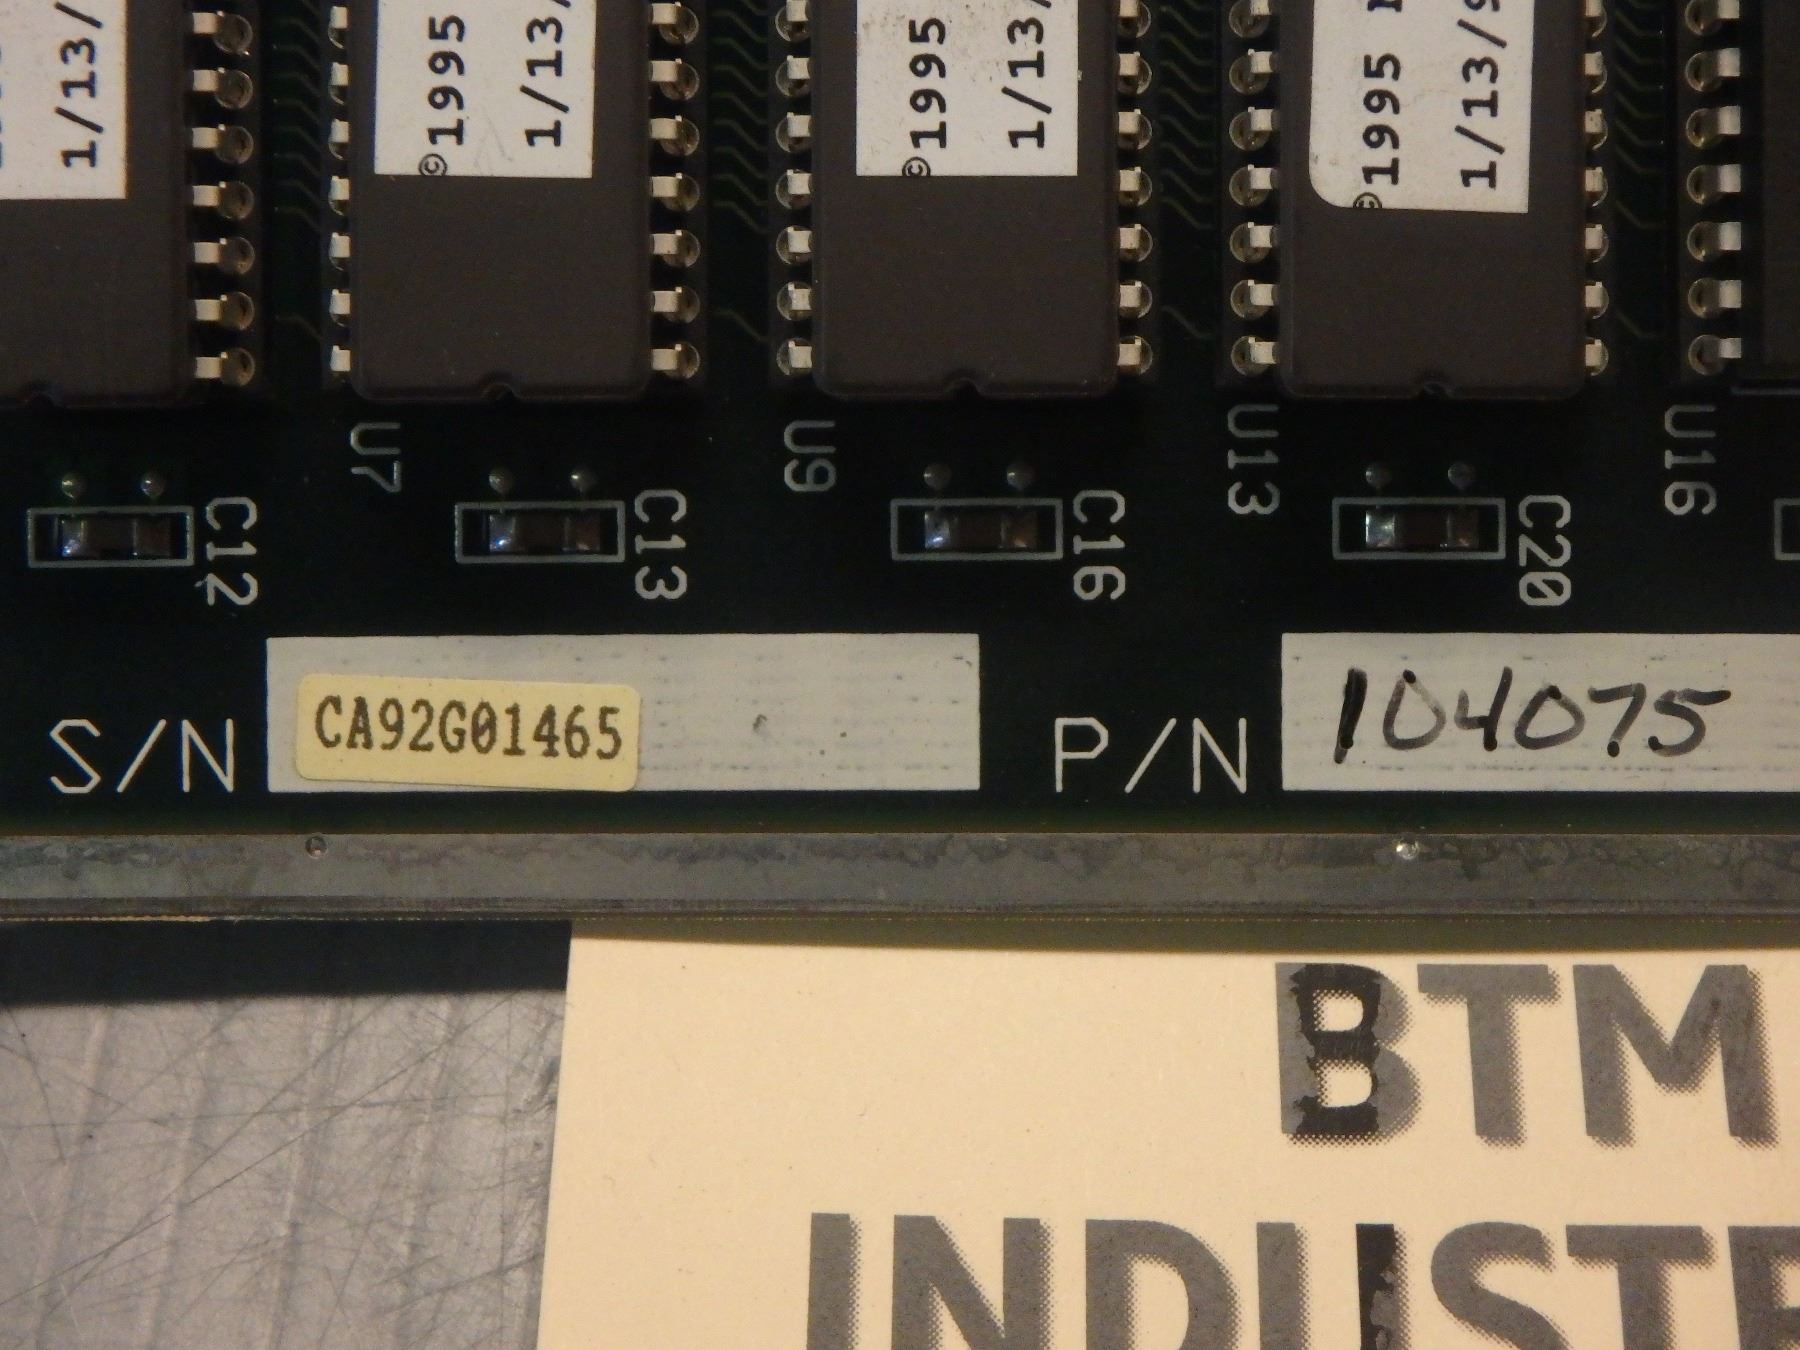 1/13/
©1995
1/13/
©1995
1/13/
©1995
1/13/9
U7
U9
U13
U16
C12
C13
C16
C20
S/N CA92G01465
P/N 104075
BTM
INDUSTR